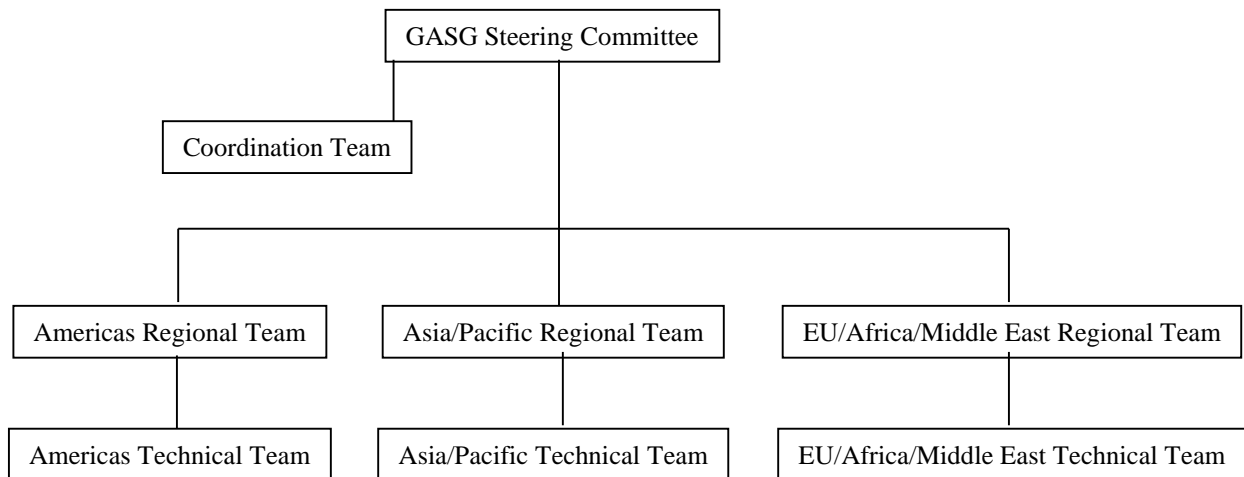 GASG Steering Committee
Coordination Team
Americas Regional Team
Asia/Pacific Regional Team
EU/Africa/Middle East Regional Team
Americas Technical Team
Asia/Pacific Technical Team
EU/Africa/Middle East Technical Team